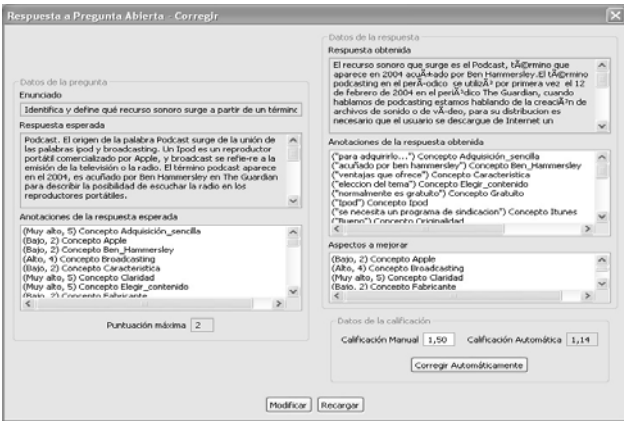 Respuesta a Pregunta Abierta - Corregir
Datos de la pregunta
Enunciado
Identifica y define qué recurso sonoro surge a partir de un términc
Respuesta esperada
Podcast. El origen de la palabra Podcast surge de la unión de
las palabras ipod y broadcasting. Un Ipod es un reproductor
portátil comercializado por Apple, y broadcast se refie-re a la
emisión de la televisión o la radio. El término podcast aparece
en el 2004, es acuñado por Ben Hammersley en The Guardian
para describir la posibilidad de escuchar la radio en los
reproductores portátiles.
Anotaciones de la respuesta esperada
(Muy alto, 5) Concepto Adquisición_sencilla
(Bajo, 2) Concepto Apple
(Bajo, 2) Concepto Ben_Hammersley
(Alto, 4) Concepto Broadcasting
(Bajo, 2) Concepto Caracteristica
(Muy alto, 5) Concepto Claridad
(Muy alto, 5) Concepto Elegir_contenido
(Bajo, 2) Concepto Fabricante
Puntuación máxima 2
Datos de la respuesta
Respuesta obtenida
El recurso sonoro que surge es el Podcast, tÃ©rmino que
aparece en 2004 acuÃ±ado por Ben Hammersley.El tÃ©rmino
podcasting en el perÃ­odico se utilizÃ³ por primera vez el 12
de febrero de 2004 en el periÃ³dico The Guardian, cuando
hablamos de podcasting estamos hablando de la creaciÃ³n de
archivos de sonido o de vÃ­deo, para su distribucion es
necesario que el usuario se descargue de Internet un
Anotaciones de la respuesta obtenida
("para adquirirlo...") Concepto Adquisición_sencilla
("acuñado por ben hammersley") Concepto Ben_Hammersley
("ventajas que ofrece") Concepto Caracteristica
("eleccion del tema") Concepto Elegir_contenido
("normalmente es gratuito") Concepto Gratuito
("Ipod") Concepto Ipod
("se necesita un programa de sindicacion") Concepto Itunes
("Bueno") Concepto Originalidad
Aspectos a mejorar
(Bajo, 2) Concepto Apple
(Alto, 4) Concepto Broadcasting
(Muy alto, 5) Concepto Claridad
(Bajo, 2) Concepto Fabricante
Datos de la calificación
Calificación Manual 1,50 Calificación Automática 1,14
Corregir Automáticamente
Modificar Recargar